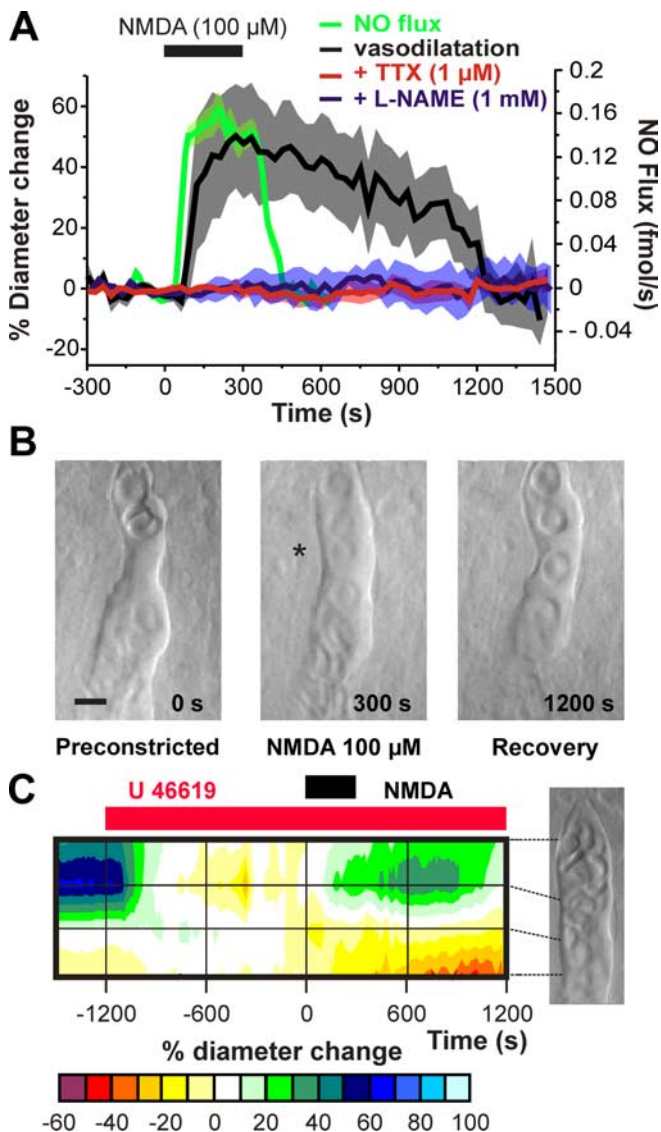 A
NMDA (100 µM)
NO flux
vasodilatation
+ TTX (1 µM)
+ L-NAME (1 mM)
% Diameter change
60
40
20
0
-20
NO Flux (fmol/s)
0.2
0.16
0.12
0.08
0.04
0
- 0.04
-300 0 300 600 900 1200 1500
Time (s)
B
*
0 s
300 s
1200 s
Preconstricted
NMDA 100 µM
Recovery
C
U 46619
NMDA
-1200 -600 0 600 1200
Time (s)
% diameter change
-60 -40 -20 0 20 40 60 80 100